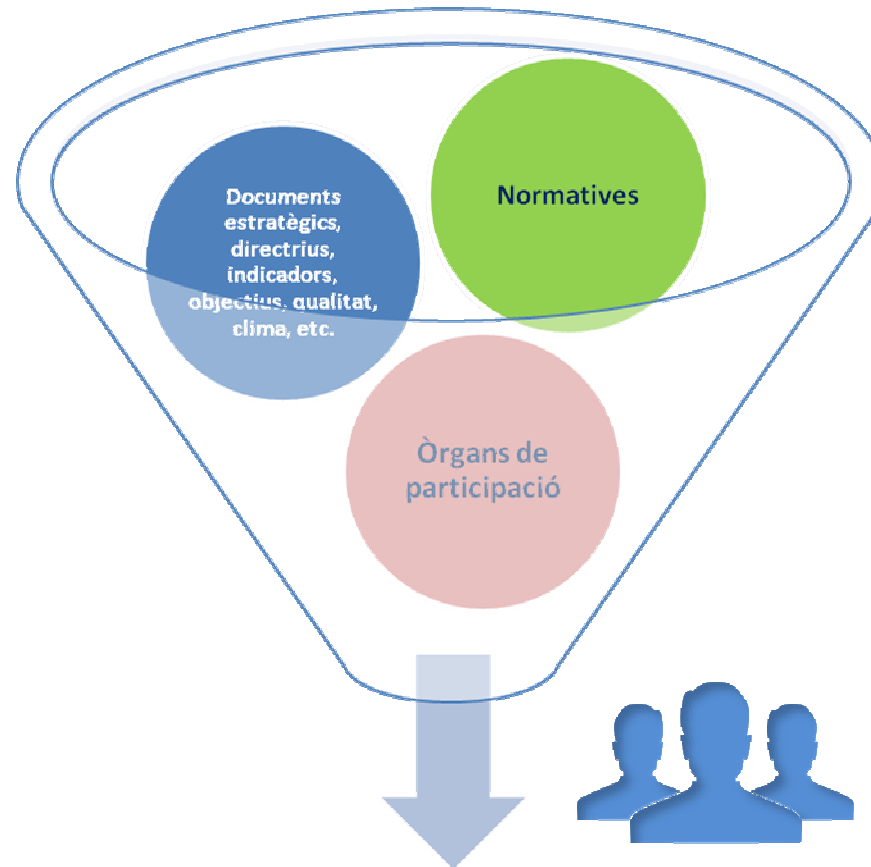 Documents
estratègics,
directrius,
indicadors,
objectius, qualitat,
clima, etc.
Normatives
Òrgans de
participació